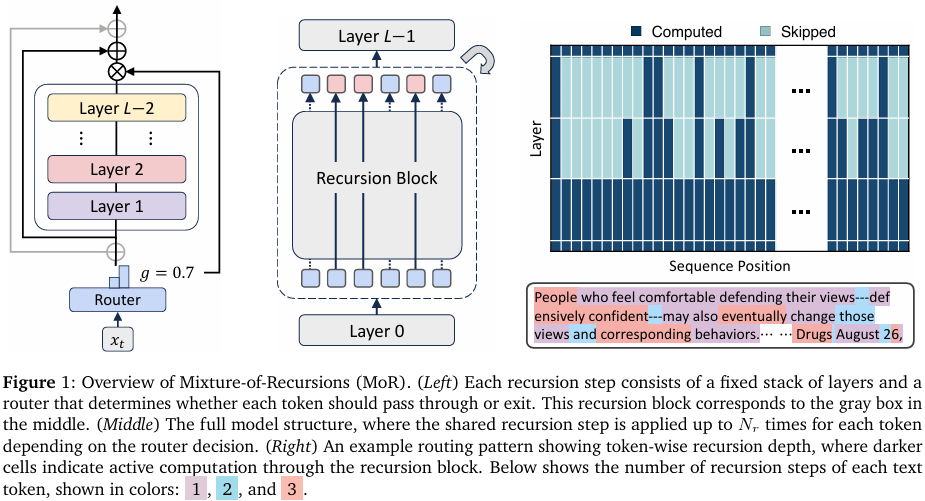 Layer L−2
Layer 2
Layer 1
g = 0.7
Router
x_t
Layer L−1
Recursion Block
Layer 0
Computed
Skipped
Layer
...
...
...
Sequence Position
People who feel comfortable defending their views---def
ensively confident---may also eventually change those
views and corresponding behaviors.⋯ ⋯ Drugs August 26,
Figure 1: Overview of Mixture-of-Recursions (MoR). (Left) Each recursion step consists of a fixed stack of layers and a
router that determines whether each token should pass through or exit. This recursion block corresponds to the gray box in
the middle. (Middle) The full model structure, where the shared recursion step is applied up to N_r times for each token
depending on the router decision. (Right) An example routing pattern showing token-wise recursion depth, where darker
cells indicate active computation through the recursion block. Below shows the number of recursion steps of each text
token, shown in colors: 1 , 2 , and 3 .